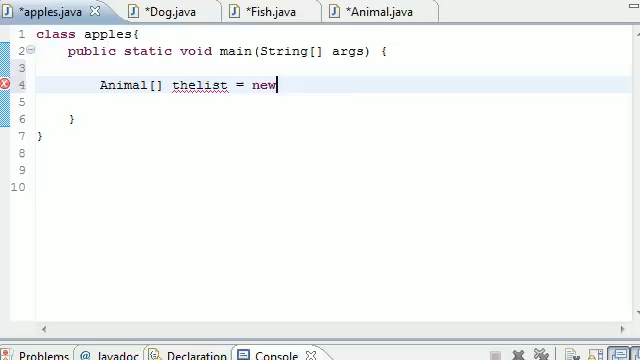 *apples.java *Dog.java *Fish.java *Animal.java
1 class apples{
2 public static void main(String[] args) {
3
4 Animal[] thelist = new
5
6 }
7 }
8
9
10
Problems @ Javadoc Declaration Console